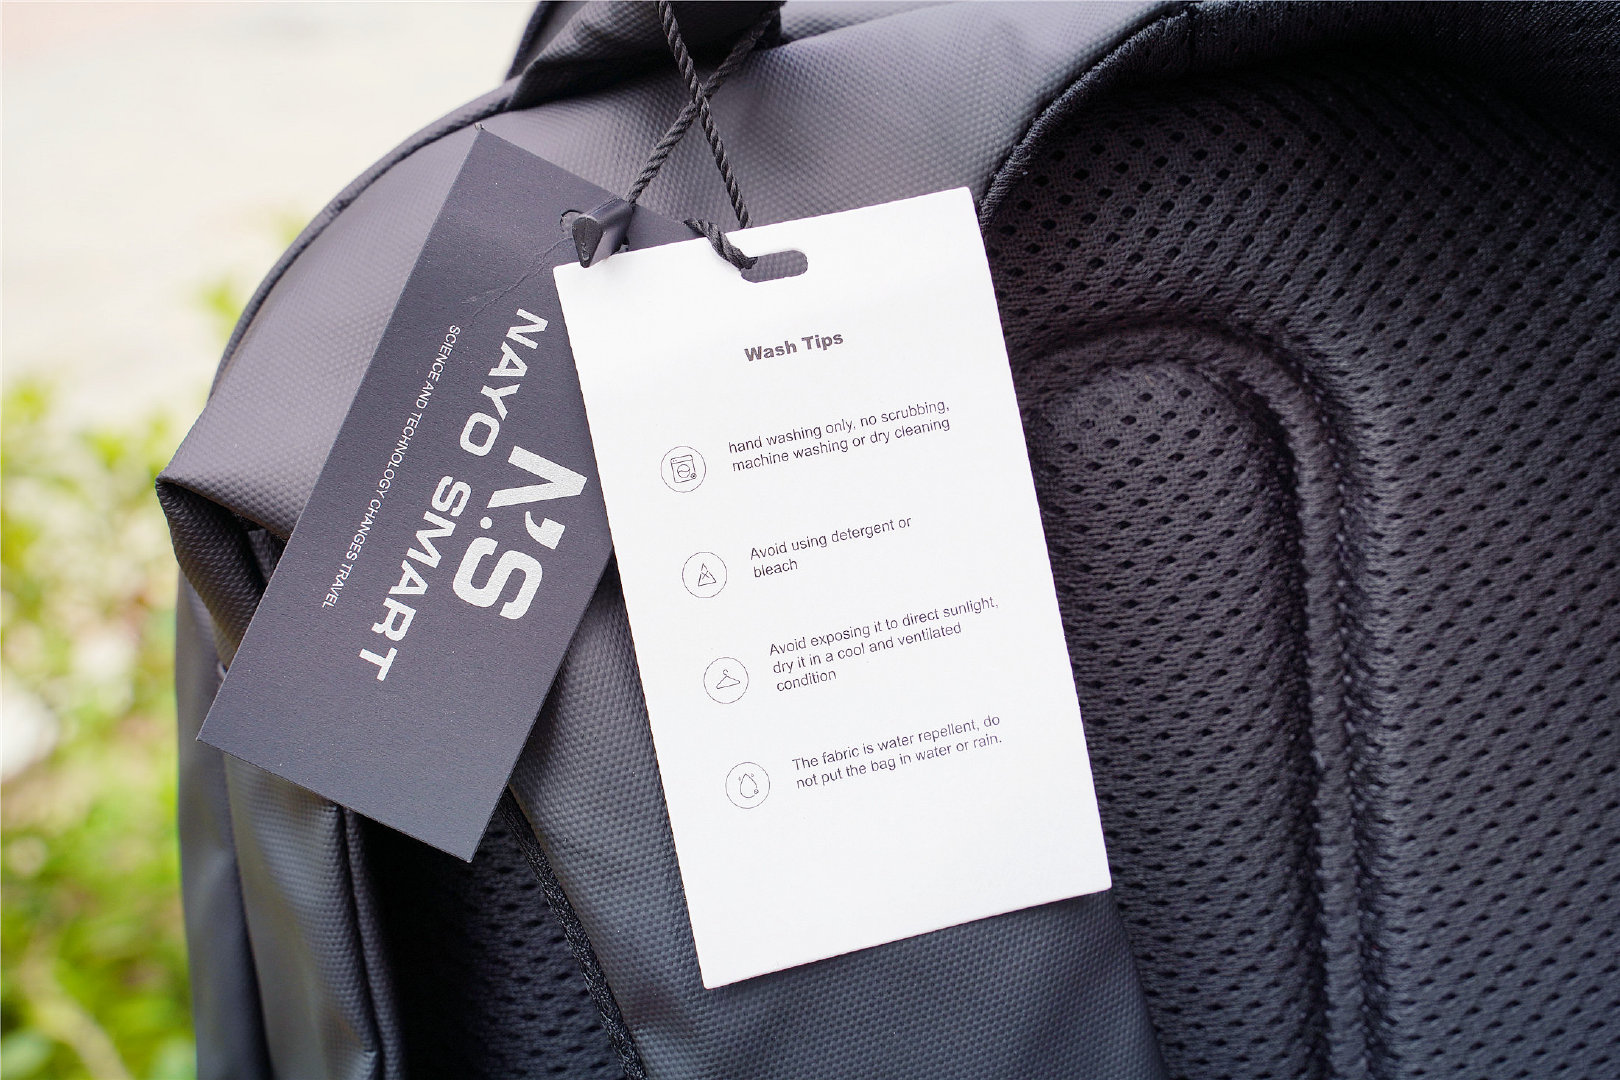 N'S
NAYO SMART
SCIENCE AND TECHNOLOGY CHANGES TRAVEL
Wash Tips
hand washing only, no scrubbing,
machine washing or dry cleaning
Avoid using detergent or
bleach
Avoid exposing it to direct sunlight,
dry it in a cool and ventilated
condition
The fabric is water repellent, do
not put the bag in water or rain.